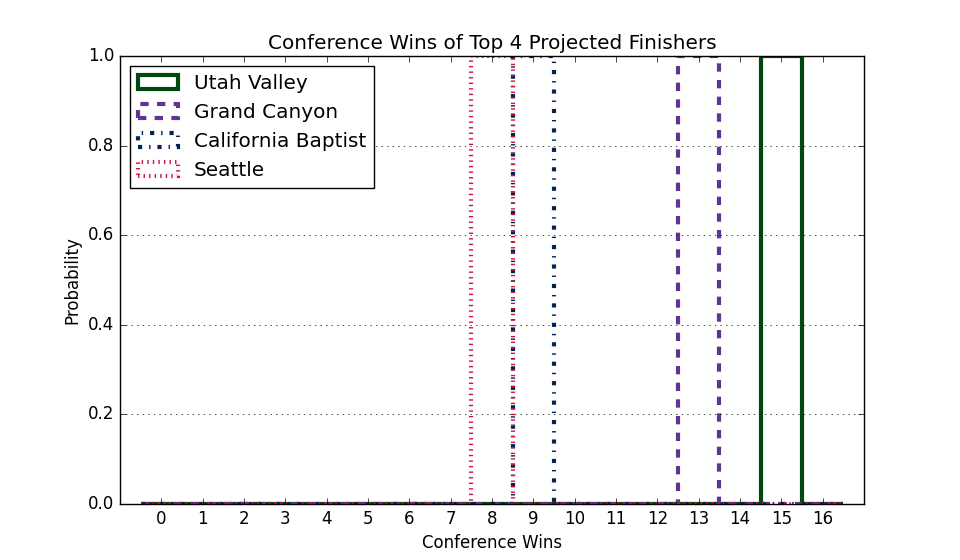 Conference Wins of Top 4 Projected Finishers
1.0
0.8
0.6
0.4
0.2
0.0
Probability
Utah Valley
Grand Canyon
California Baptist
Seattle
0 1 2 3 4 5 6 7 8 9 10 11 12 13 14 15 16
Conference Wins